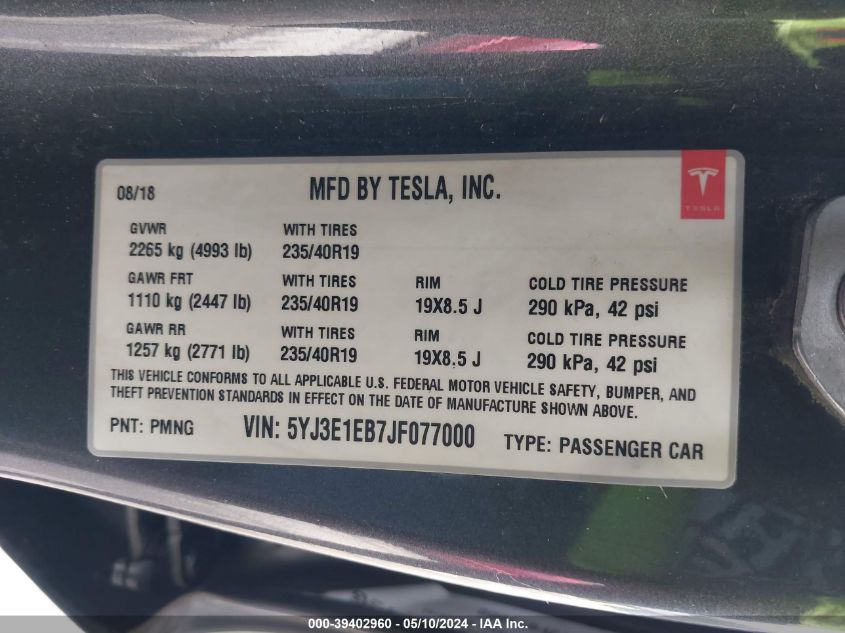 08/18 MFD BY TESLA, INC.
TESLA
GVWR WITH TIRES
2265 kg (4993 lb) 235/40R19
GAWR FRT WITH TIRES RIM COLD TIRE PRESSURE
1110 kg (2447 lb) 235/40R19 19X8.5 J 290 kPa, 42 psi
GAWR RR WITH TIRES RIM COLD TIRE PRESSURE
1257 kg (2771 lb) 235/40R19 19X8.5 J 290 kPa, 42 psi
THIS VEHICLE CONFORMS TO ALL APPLICABLE U.S. FEDERAL MOTOR VEHICLE SAFETY, BUMPER, AND
THEFT PREVENTION STANDARDS IN EFFECT ON THE DATE OF MANUFACTURE SHOWN ABOVE.
PNT: PMNG VIN: 5YJ3E1EB7JF077000 TYPE: PASSENGER CAR
000-39402960 - 05/10/2024 - IAA Inc.